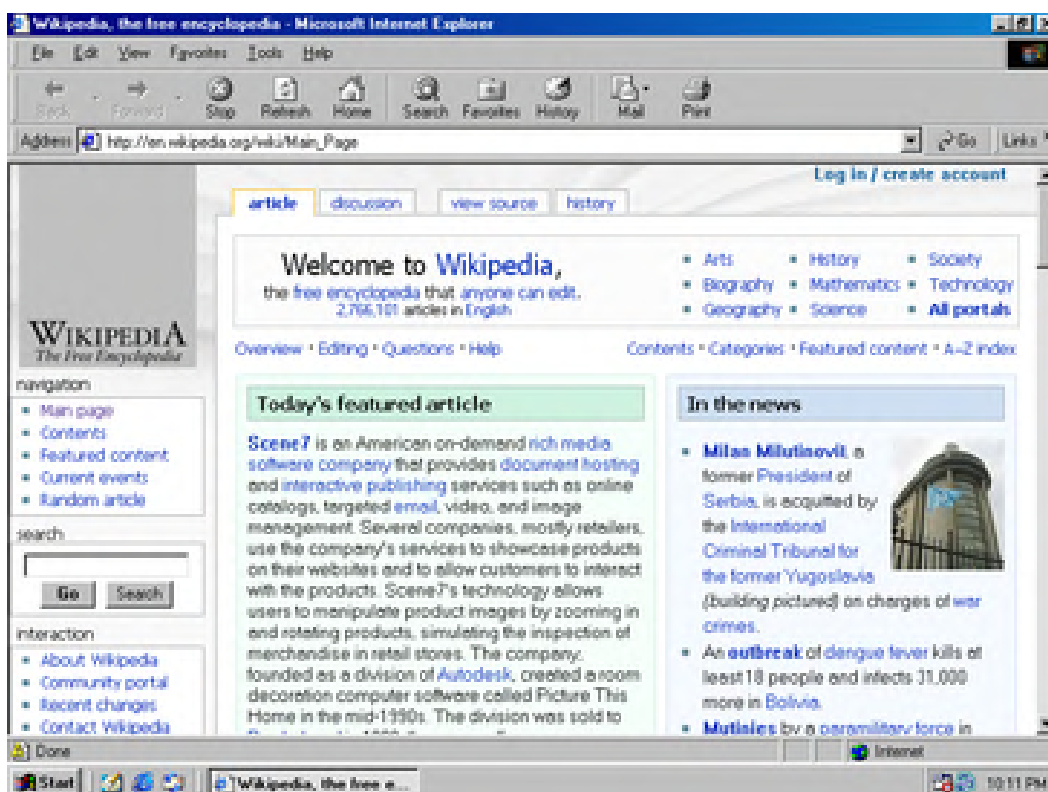 Wikipedia, the free encyclopedia - Microsoft Internet Explorer
File Edit View Favorites Tools Help
Back Forward Stop Refresh Home Search Favorites History Mail Print
Address http://en.wikipedia.org/wiki/Main_Page Go Links
Log in / create account
article discussion view source history
Welcome to Wikipedia,
the free encyclopedia that anyone can edit.
2,766,101 articles in English
Arts History Society
Biography Mathematics Technology
Geography Science All portals
Overview · Editing · Questions · Help
Contents · Categories · Featured content · A–Z index
WIKIPEDIA
The Free Encyclopedia
navigation
Main page
Contents
Featured content
Current events
Random article
search
Go Search
interaction
About Wikipedia
Community portal
Recent changes
Contact Wikipedia
Today's featured article
Scene7 is an American on-demand rich media
software company that provides document hosting
and interactive publishing services such as online
catalogs, targeted email, video, and image
management. Several companies, mostly retailers,
use the company's services to showcase products
on their websites and to allow customers to interact
with the products. Scene7's technology allows
users to manipulate product images by zooming in
and rotating products, simulating the inspection of
merchandise in retail stores. The company,
founded as a division of Autodesk, created a room
decoration computer software called Picture This
Home in the mid-1990s. The division was sold to
In the news
Milan Milutinovil, a
former President of
Serbia, is acquitted by
the International
Criminal Tribunal for
the former Yugoslavia
(building pictured) on charges of war
crimes.
An outbreak of dengue fever kills at
least 18 people and infects 31,000
more in Bolivia.
Mutinies by a paramilitary force in
Done Internet
Start Wikipedia, the free e... 10:11 PM